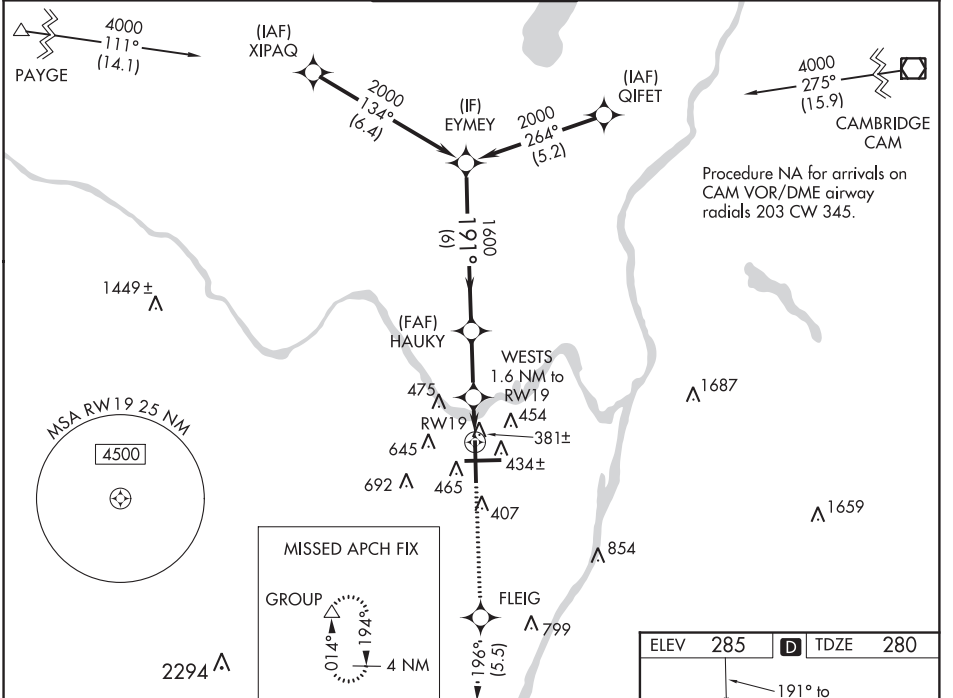 4000
111°
(14.1)
PAYGE
(IAF)
XIPAQ
2000
134°
(6.4)
(IF)
EYMEY
(IAF)
QIFET
2000
264°
(5.2)
4000
275°
(15.9)
CAMBRIDGE
CAM
Procedure NA for arrivals on
CAM VOR/DME airway
radials 203 CW 345.
1600
191°
(6)
1449 ±
(FAF)
HAUKY
WESTS
1.6 NM to
RW19
475
454
RW19
381±
645
434±
465
692
407
1687
1659
854
MSA RW19 25 NM
4500
MISSED APCH FIX
GROUP
014°
194°
4 NM
FLEIG
799
196°
(5.5)
2294
ELEV 285 D TDZE 280
191° to